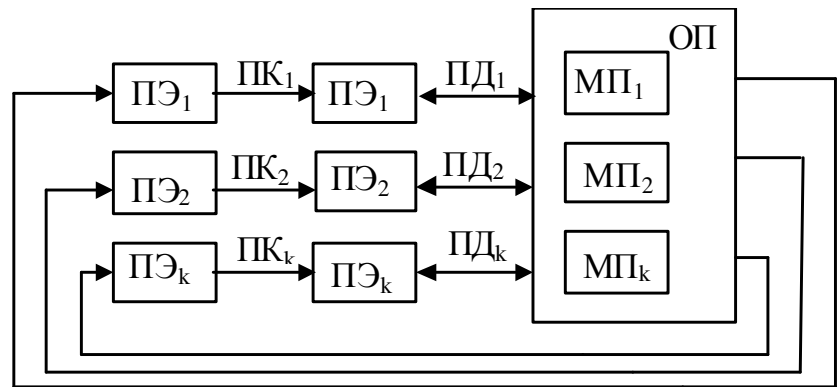 ОП
ПЭ₁ ПК₁ ПЭ₁ ПД₁ МП₁
ПЭ₂ ПК₂ ПЭ₂ ПД₂ МП₂
ПЭₖ ПКₖ ПЭₖ ПДₖ МПₖ